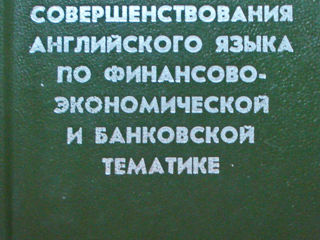 СОВЕРШЕНСТВОВАНИЯ
АНГЛИЙСКОГО ЯЗЫКА
ПО ФИНАНСОВО-
ЭКОНОМИЧЕСКОЙ
И БАНКОВСКОЙ
ТЕМАТИКЕ